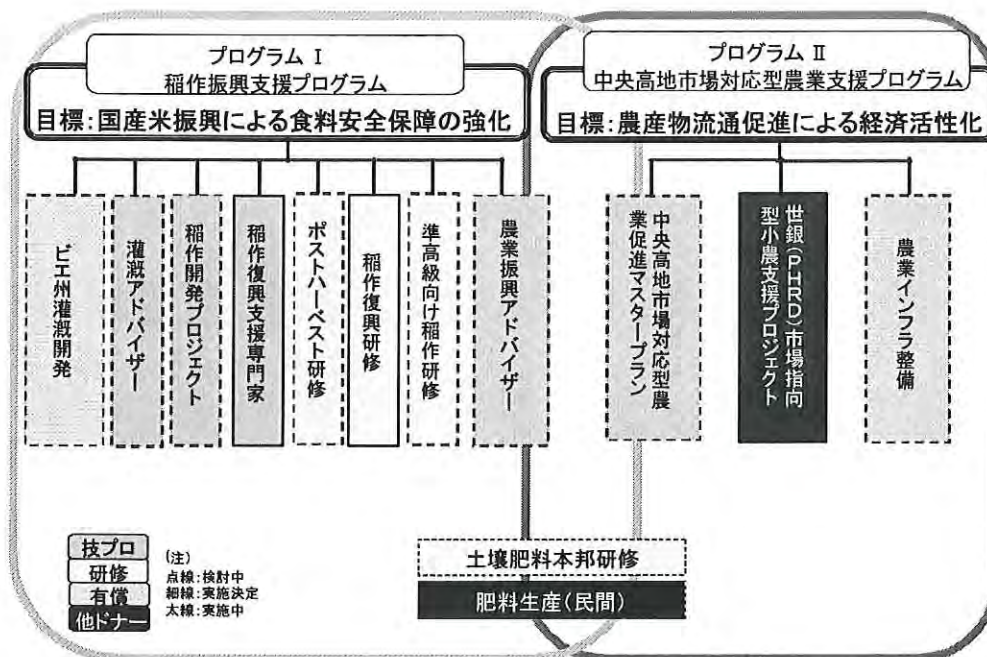 プログラム Ⅰ
稲作振興支援プログラム
目標:国産米振興による食料安全保障の強化
プログラム Ⅱ
中央高地市場対応型農業支援プログラム
目標:農産物流通促進による経済活性化
ビエ州灌漑開発
灌漑アドバイザー
稲作開発プロジェクト
稲作復興支援専門家
ポストハーベスト研修
稲作復興研修
準高級向け稲作研修
農業振興アドバイザー
中央高地市場対応型農
業促進マスタープラン
世銀(PHRD)市場指向
型小農支援プロジェクト
農業インフラ整備
土壌肥料本邦研修
肥料生産(民間)
技プロ
研修
有償
他ドナー
(注)
点線:検討中
細線:実施決定
太線:実施中